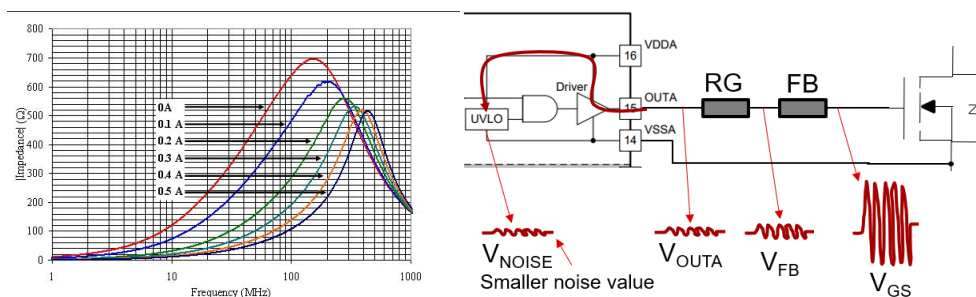 800
700
600
500
400
300
200
100
0
|Impedance| (Ω)
0A
0.1 A
0.2 A
0.3 A
0.4 A
0.5 A
1
10
100
1000
Frequency (MHz)
16
VDDA
Driver
UVLO
15
OUTA
VSSA
14
RG
FB
Z
VNOISE
Smaller noise value
VOUTA
VFB
VGS